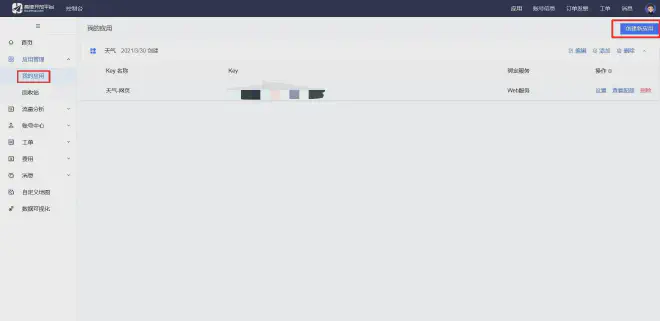 高德开放平台 控制台
应用 账号信息 订单发票 工单 消息
我的应用 创建新应用
首页
应用管理
我的应用
回收站
流量分析
账号中心
工单
费用
消息
自定义地图
数据可视化
天气 2021/3/30 创建 编辑 添加 删除
Key 名称 Key 绑定服务 操作
天气-网页 Web服务 设置 查看配额 删除